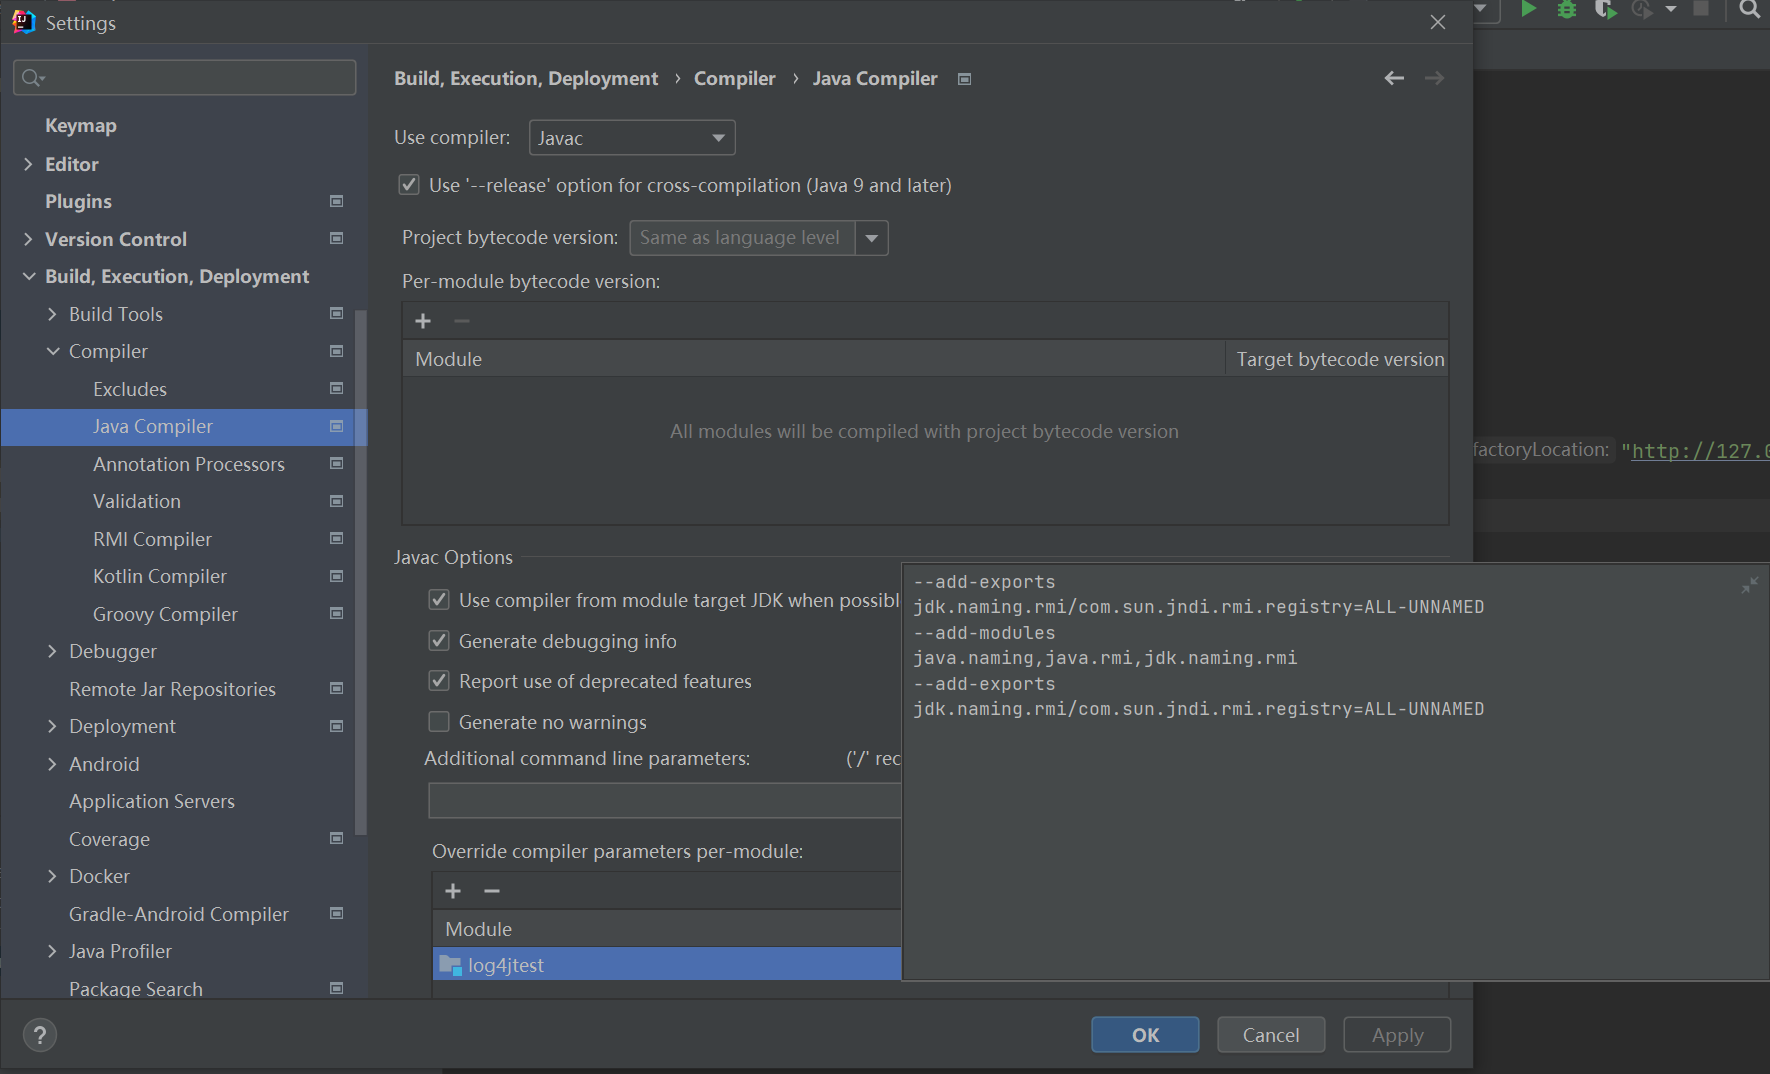 Settings
Keymap
Editor
Plugins
Version Control
Build, Execution, Deployment
Build Tools
Compiler
Excludes
Java Compiler
Annotation Processors
Validation
RMI Compiler
Kotlin Compiler
Groovy Compiler
Debugger
Remote Jar Repositories
Deployment
Android
Application Servers
Coverage
Docker
Gradle-Android Compiler
Java Profiler
Package Search
Build, Execution, Deployment › Compiler › Java Compiler
Use compiler: Javac
Use '--release' option for cross-compilation (Java 9 and later)
Project bytecode version: Same as language level
Per-module bytecode version:
Module Target bytecode version
All modules will be compiled with project bytecode version
Javac Options
Use compiler from module target JDK when possibl
Generate debugging info
Report use of deprecated features
Generate no warnings
Additional command line parameters: ('/' rec
Override compiler parameters per-module:
Module
log4jtest
--add-exports
jdk.naming.rmi/com.sun.jndi.rmi.registry=ALL-UNNAMED
--add-modules
java.naming,java.rmi,jdk.naming.rmi
--add-exports
jdk.naming.rmi/com.sun.jndi.rmi.registry=ALL-UNNAMED
factoryLocation: "http://127.0
?
OK Cancel Apply